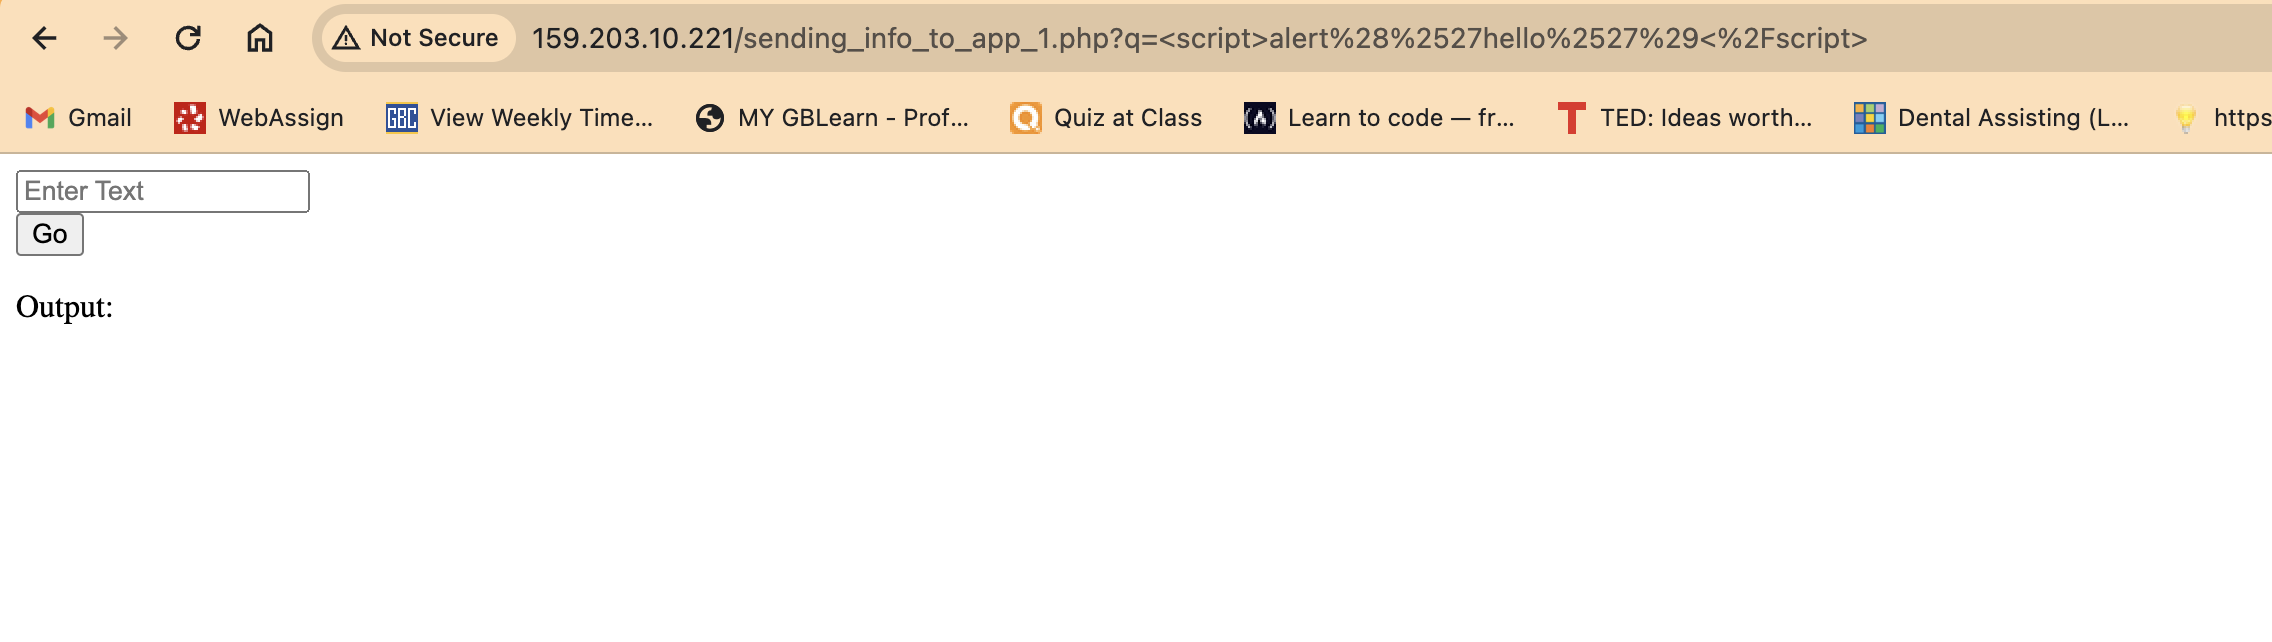 Not Secure 159.203.10.221/sending_info_to_app_1.php?q=<script>alert%28%2527hello%2527%29<%2Fscript>
Gmail WebAssign GBC View Weekly Time... MY GBLearn - Prof... Quiz at Class Learn to code — fr... TED: Ideas worth... Dental Assisting (L... https
Enter Text
Go
Output: